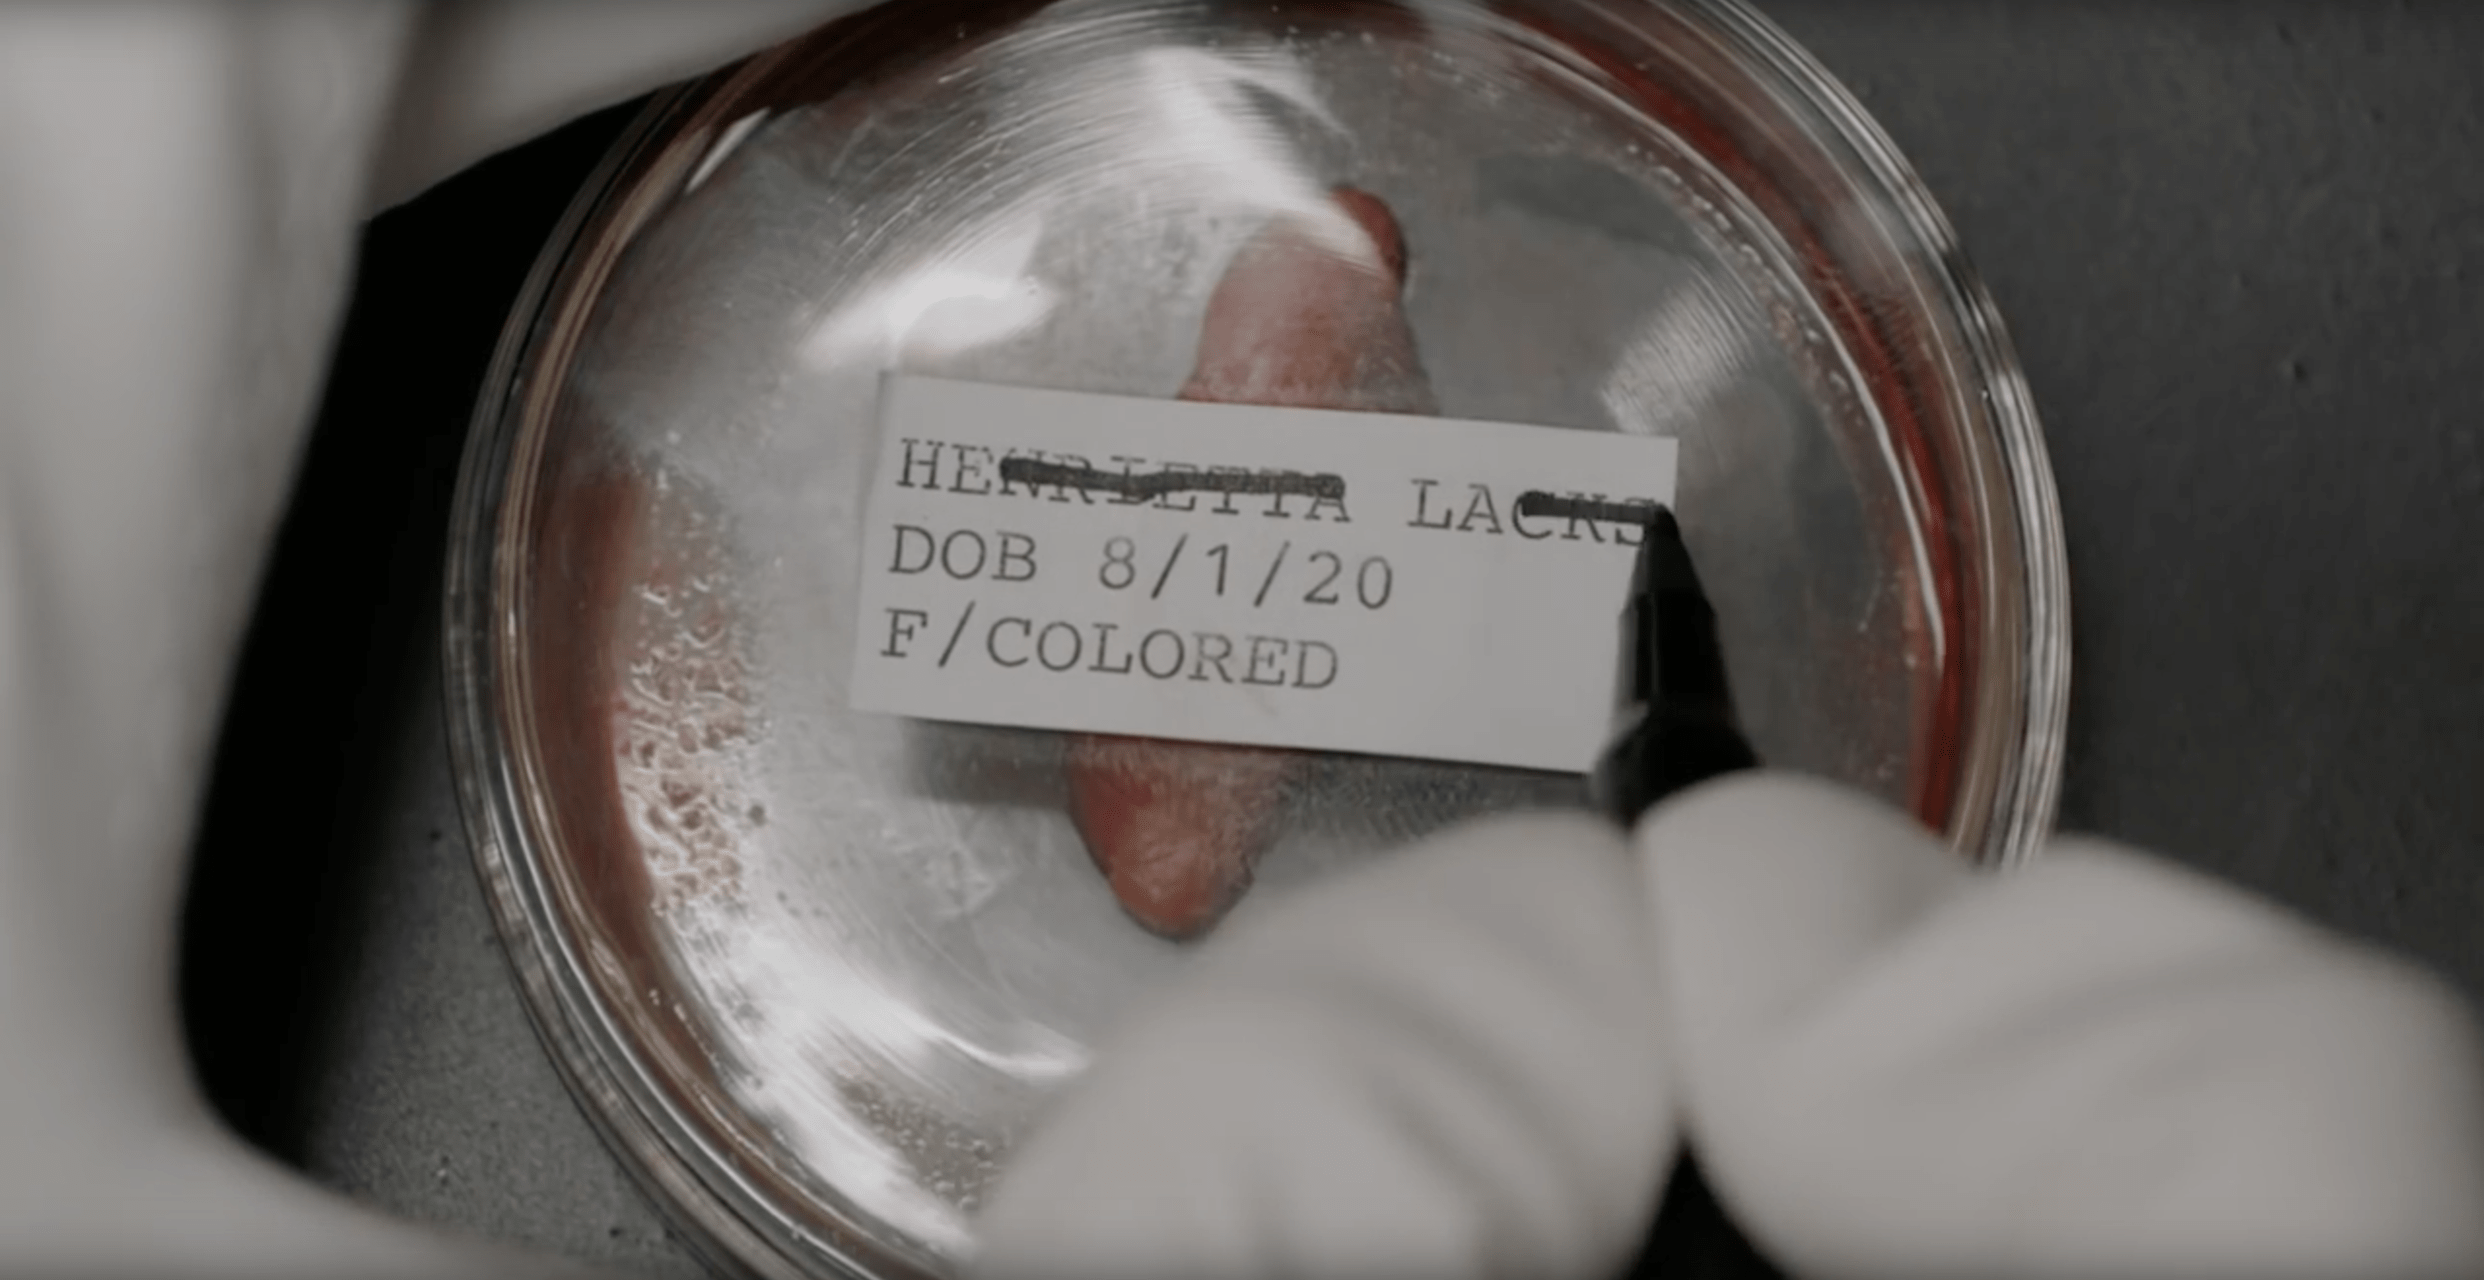 HENRIETTA LACKS
DOB 8/1/20
F/COLORED